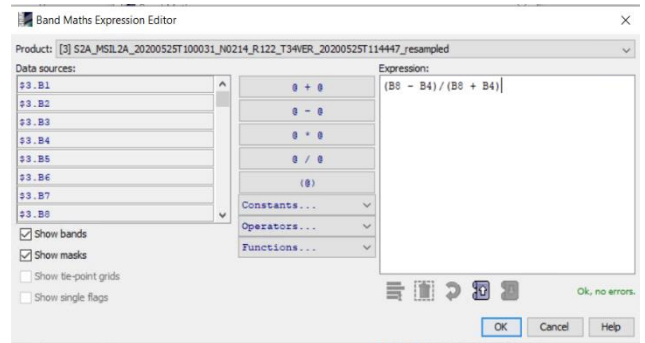 Band Maths Expression Editor
Product: [3] S2A_MSIL2A_20200525T100031_N0214_R122_T34VER_20200525T114447_resampled
Data sources:
Expression:
$3.B1
$3.B2
$3.B3
$3.B4
$3.B5
$3.B6
$3.B7
$3.B8
@ + @
@ - @
@ * @
@ / @
(@)
Constants...
Operators...
Functions...
(B8 - B4)/(B8 + B4)
Show bands
Show masks
Show tie-point grids
Show single flags
Ok, no errors.
OK Cancel Help